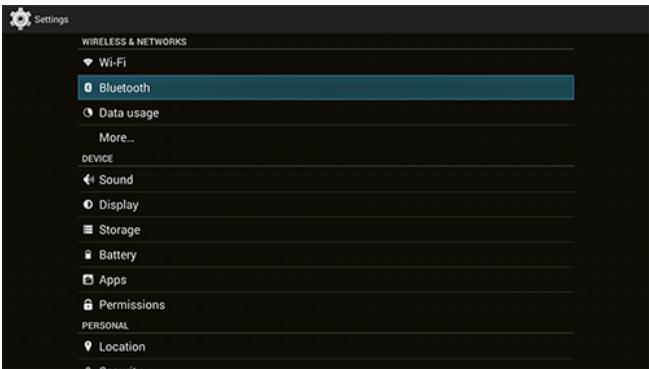 Settings
WIRELESS & NETWORKS
Wi-Fi
Bluetooth
Data usage
More...
DEVICE
Sound
Display
Storage
Battery
Apps
Permissions
PERSONAL
Location